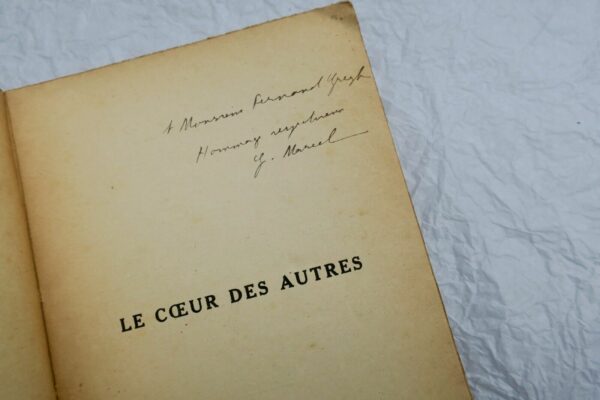 A Monsieur Fernand Gregh
Hommage respectueux
G. Marcel
LE CŒUR DES AUTRES